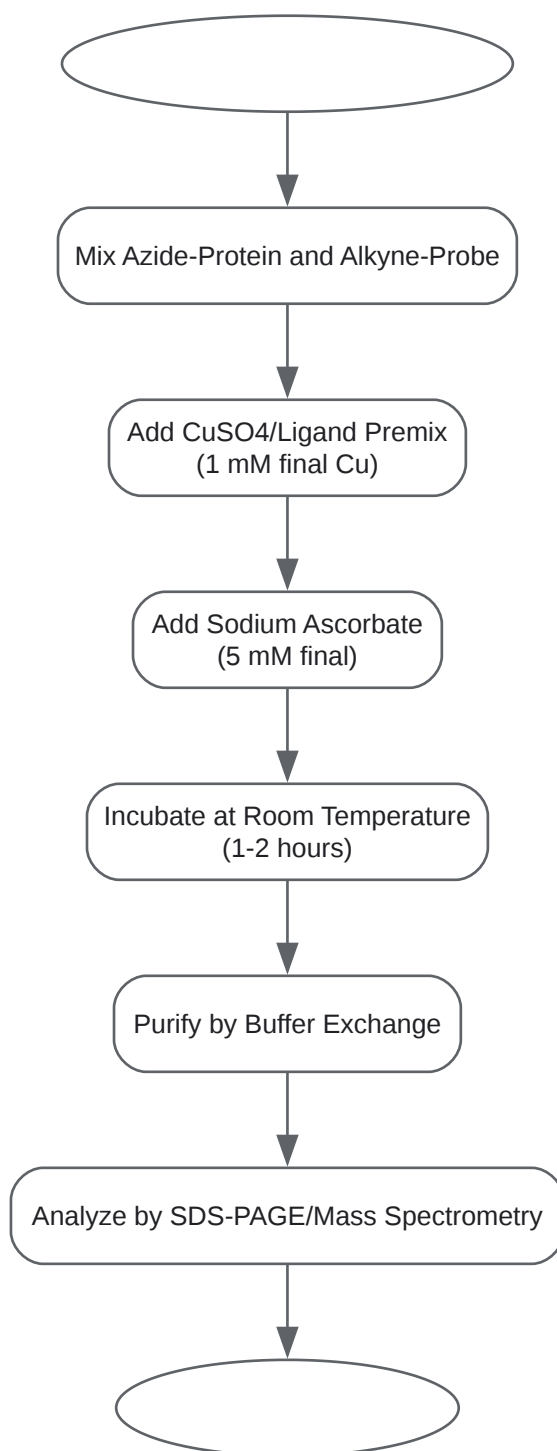 Mix Azide-Protein and Alkyne-Probe
Add CuSO4/Ligand Premix
(1 mM final Cu)
Add Sodium Ascorbate
(5 mM final)
Incubate at Room Temperature
(1-2 hours)
Purify by Buffer Exchange
Analyze by SDS-PAGE/Mass Spectrometry